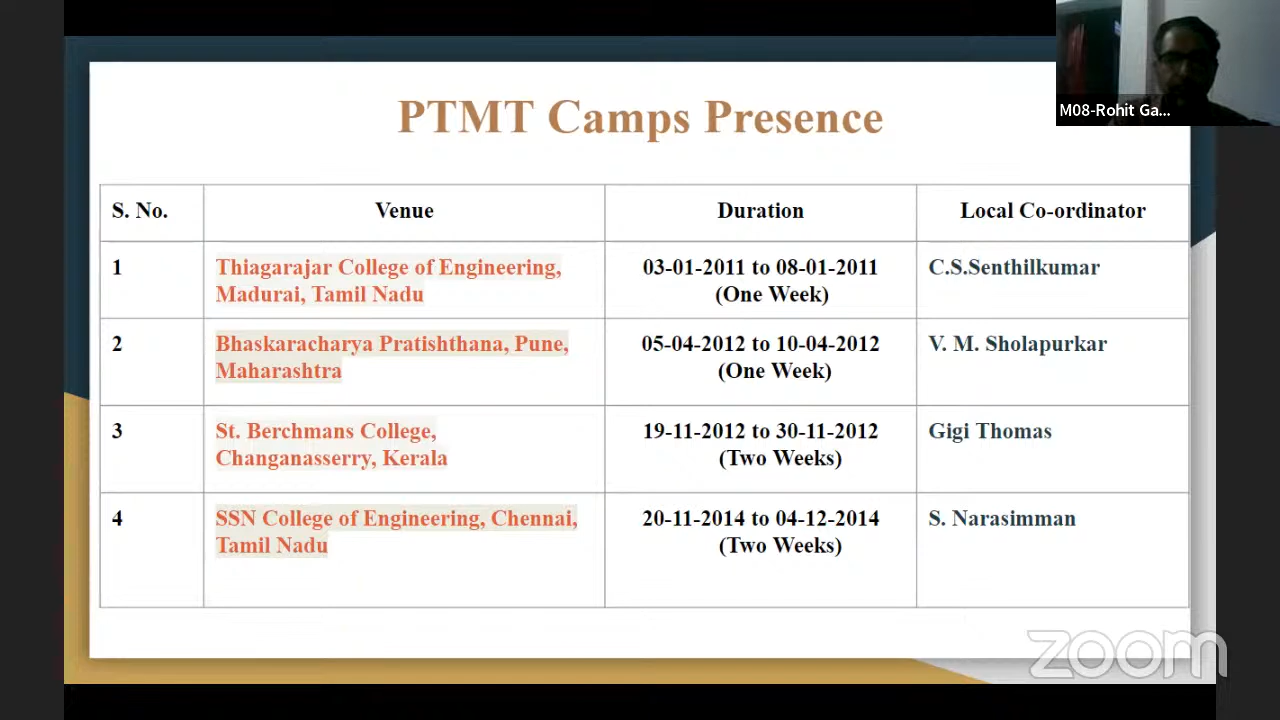 PTMT Camps Presence
M08-Rohit Ga...
S. No.
Venue
Duration
Local Co-ordinator
1
Thiagarajar College of Engineering,
Madurai, Tamil Nadu
03-01-2011 to 08-01-2011
(One Week)
C.S.Senthilkumar
2
Bhaskaracharya Pratishthana, Pune,
Maharashtra
05-04-2012 to 10-04-2012
(One Week)
V. M. Sholapurkar
3
St. Berchmans College,
Changanasserry, Kerala
19-11-2012 to 30-11-2012
(Two Weeks)
Gigi Thomas
4
SSN College of Engineering, Chennai,
Tamil Nadu
20-11-2014 to 04-12-2014
(Two Weeks)
S. Narasimman
zoom